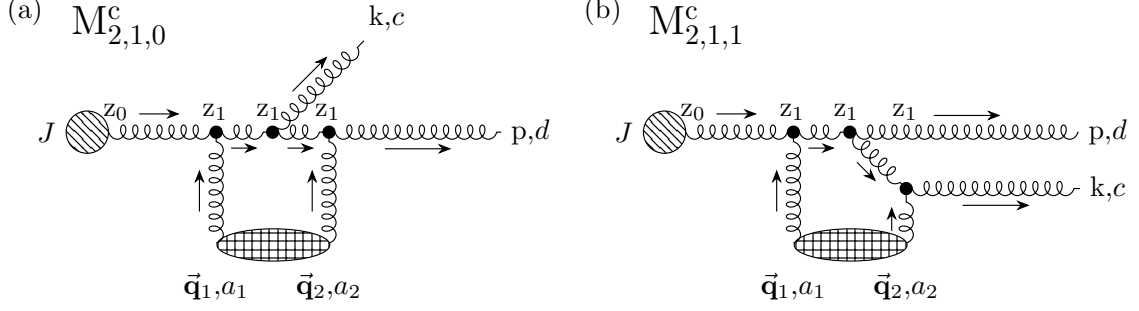 (a) M^c_{2,1,0}
k,c
J z₀ z₁ z₁ z₁ p,d
q⃗₁,a₁ q⃗₂,a₂
(b) M^c_{2,1,1}
J z₀ z₁ z₁ z₁ p,d
k,c
q⃗₁,a₁ q⃗₂,a₂